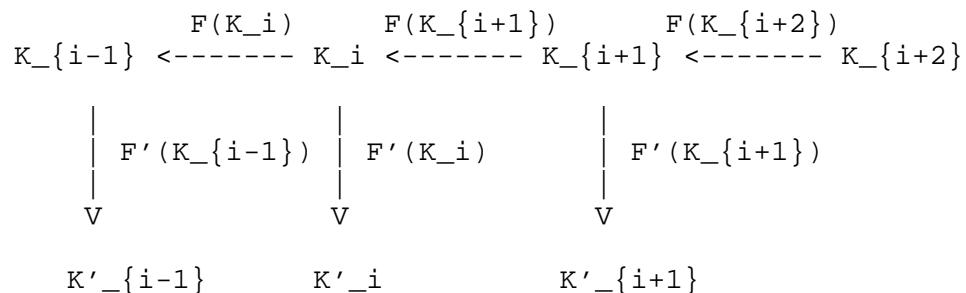 F(K_i) F(K_{i+1}) F(K_{i+2})
K_{i-1} <------- K_i <------- K_{i+1} <------- K_{i+2}
| | |
| F'(K_{i-1}) | F'(K_i) | F'(K_{i+1})
| | |
V V V
K'_{i-1} K'_i K'_{i+1}